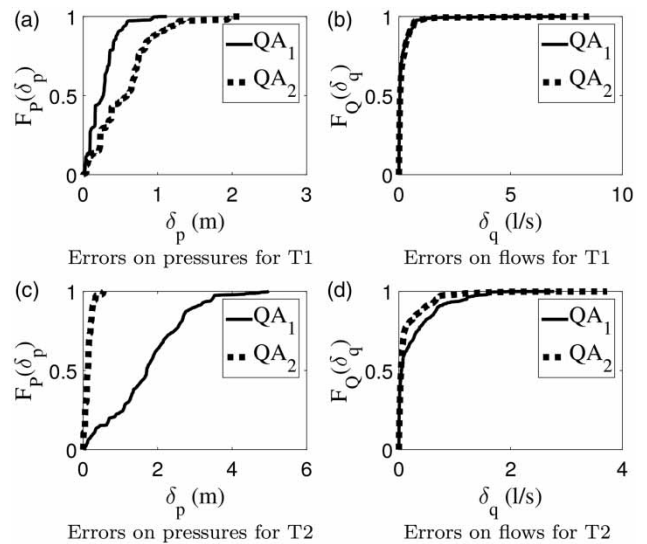 (a)
F_P(δ_p)
1
0.5
0
QA_1
QA_2
0 1 2 3
δ_p (m)
Errors on pressures for T1
(b)
F_Q(δ_q)
1
0.5
0
QA_1
QA_2
0 5 10
δ_q (l/s)
Errors on flows for T1
(c)
F_P(δ_p)
1
0.5
0
QA_1
QA_2
0 2 4 6
δ_p (m)
Errors on pressures for T2
(d)
F_Q(δ_q)
1
0.5
0
QA_1
QA_2
0 2 4
δ_q (l/s)
Errors on flows for T2